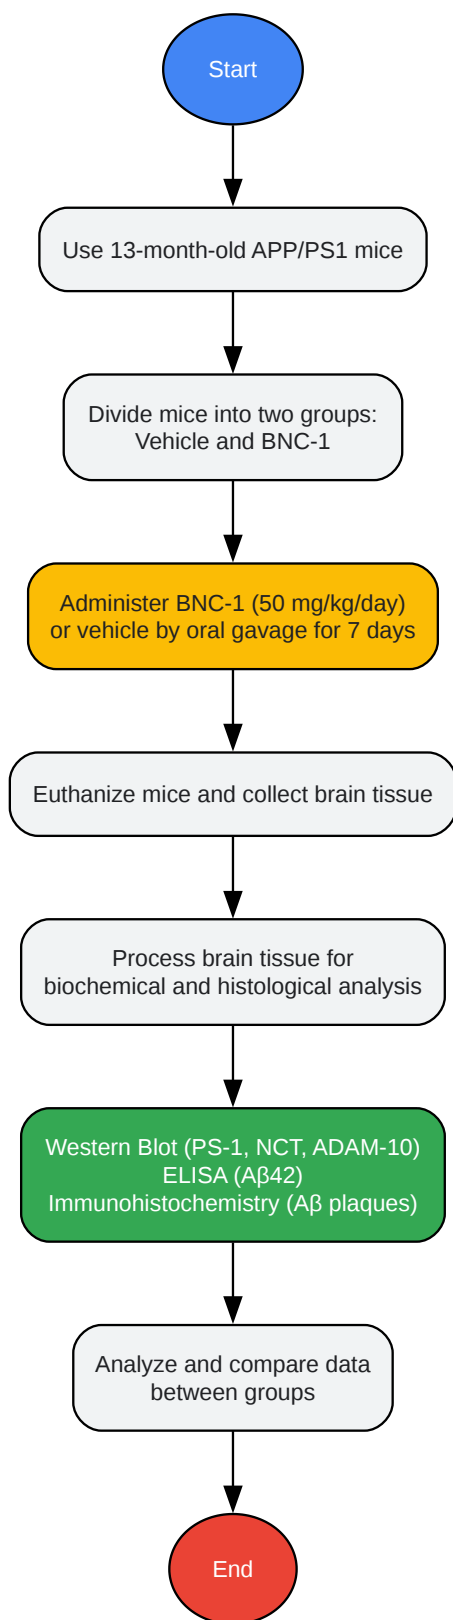 Start
Use 13-month-old APP/PS1 mice
Divide mice into two groups:
Vehicle and BNC-1
Administer BNC-1 (50 mg/kg/day)
or vehicle by oral gavage for 7 days
Euthanize mice and collect brain tissue
Process brain tissue for
biochemical and histological analysis
Western Blot (PS-1, NCT, ADAM-10)
ELISA (Aβ42)
Immunohistochemistry (Aβ plaques)
Analyze and compare data
between groups
End